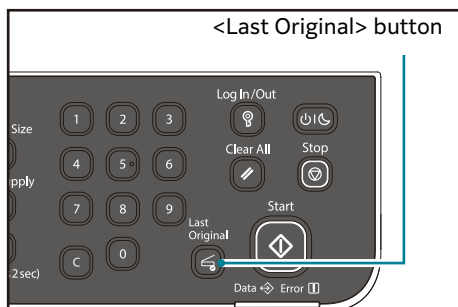 <Last Original> button
Log In/Out
1 2 3
Size
Clear All Stop
4 5 6
pply
7 8 9
Start
Last
Original
C 0
2 sec)
Data Error